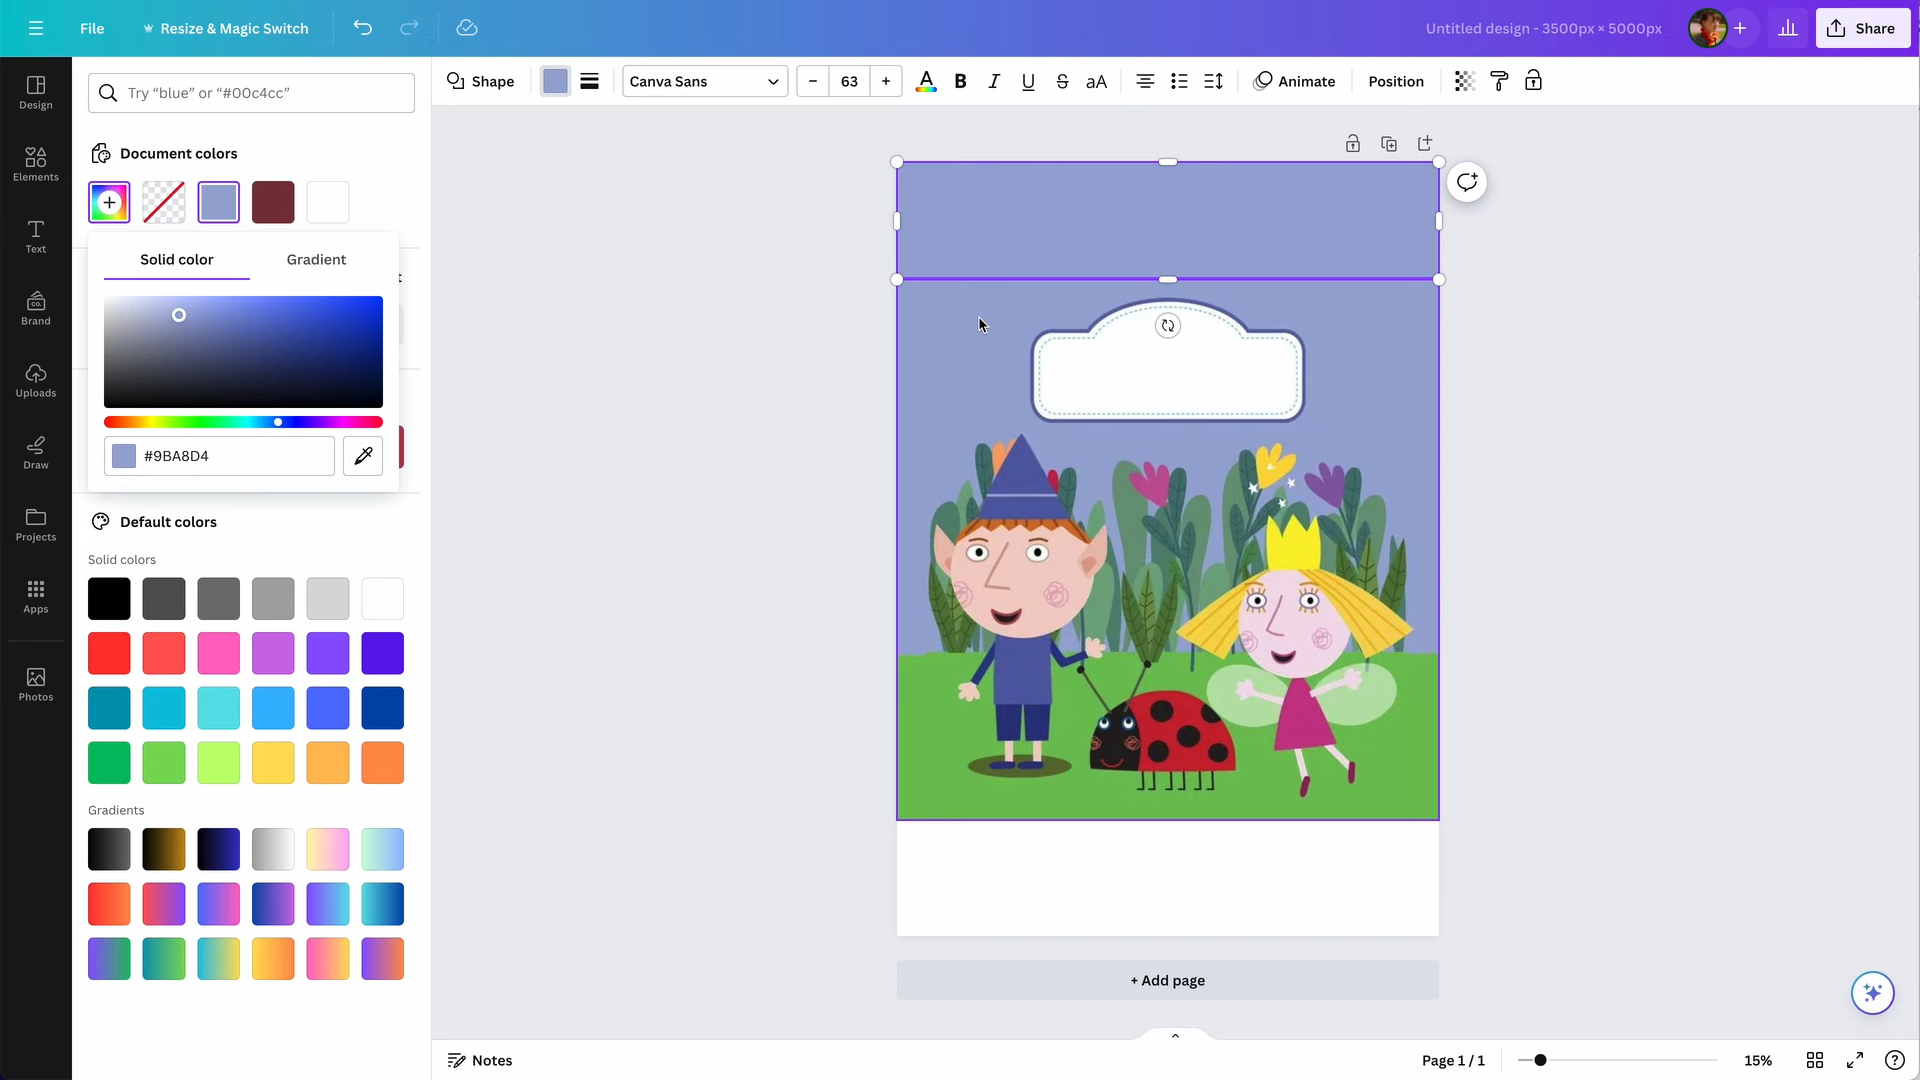 File
Resize & Magic Switch
Untitled design - 3500px × 5000px
Share
Try “blue” or “#00c4cc”
Shape
Canva Sans
– 63 +
A B I U S aA
Animate
Position
Design
Elements
Text
Brand
Uploads
Draw
Projects
Apps
Photos
Document colors
Solid color
Gradient
#9BA8D4
Default colors
Solid colors
Gradients
+ Add page
Notes
Page 1 / 1
15%